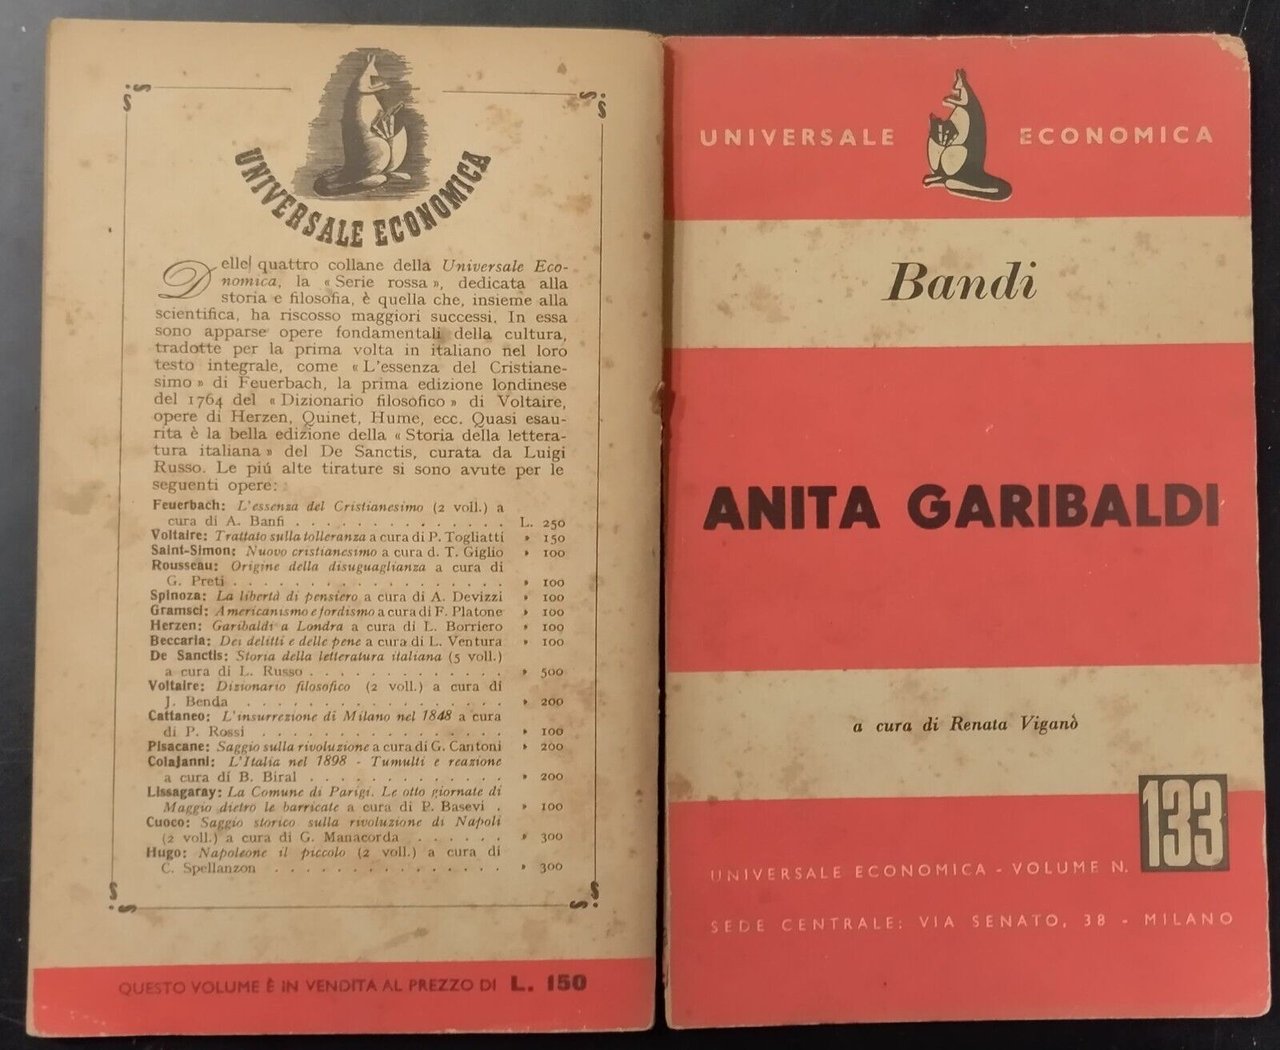 UNIVERSALE ECONOMICA
Delle quattro collane della Universale Eco-
nomica, la « Serie rossa », dedicata alla
storia e filosofia, è quella che, insieme alla
scientifica, ha riscosso maggiori successi. In essa
sono apparse opere fondamentali della cultura,
tradotte per la prima volta in italiano nel loro
testo integrale, come « L'essenza del Cristiane-
simo » di Feuerbach, la prima edizione londinese
del 1764 del « Dizionario filosofico » di Voltaire,
opere di Herzen, Quinet, Hume, ecc. Quasi esau-
rita è la bella edizione della « Storia della lettera-
tura italiana » del De Sanctis, curata da Luigi
Russo. Le piú alte tirature si sono avute per le
seguenti opere:
Feuerbach: L'essenza del Cristianesimo (2 voll.) a
cura di A. Banfi . . . . . . . . . . . . . . L. 250
Voltaire: Trattato sulla tolleranza a cura di P. Togliatti » 150
Saint-Simon: Nuovo cristianesimo a cura d. T. Giglio » 100
Rousseau: Origine della disuguaglianza a cura di
G. Preti . . . . . . . . . . . . . . . . . . » 100
Spinoza: La libertà di pensiero a cura di A. Devizzi » 100
Gramsci: Americanismo e fordismo a cura di F. Platone » 100
Herzen: Garibaldi a Londra a cura di L. Borriero » 100
Beccaria: Dei delitti e delle pene a cura di L. Ventura » 100
De Sanctis: Storia della letteratura italiana (5 voll.)
a cura di L. Russo . . . . . . . . . . . . . » 500
Voltaire: Dizionario filosofico (2 voll.) a cura di
J. Benda . . . . . . . . . . . . . . . . . . » 200
Cattaneo: L'insurrezione di Milano nel 1848 a cura
di P. Rossi . . . . . . . . . . . . . . . . » 100
Pisacane: Saggio sulla rivoluzione a cura di G. Cantoni » 200
Colajanni: L'Italia nel 1898 - Tumulti e reazione
a cura di B. Biral . . . . . . . . . . . . . » 200
Lissagaray: La Comune di Parigi. Le otto giornate di
Maggio dietro le barricate a cura di P. Basevi . » 100
Cuoco: Saggio storico sulla rivoluzione di Napoli
(2 voll.) a cura di G. Manacorda . . . . . . » 300
Hugo: Napoleone il piccolo (2 voll.) a cura di
C. Spellanzon . . . . . . . . . . . . . . . » 300
QUESTO VOLUME È IN VENDITA AL PREZZO DI L. 150
UNIVERSALE ECONOMICA
Bandi
ANITA GARIBALDI
a cura di Renata Viganò
133
UNIVERSALE ECONOMICA - VOLUME N.
SEDE CENTRALE: VIA SENATO, 38 - MILANO